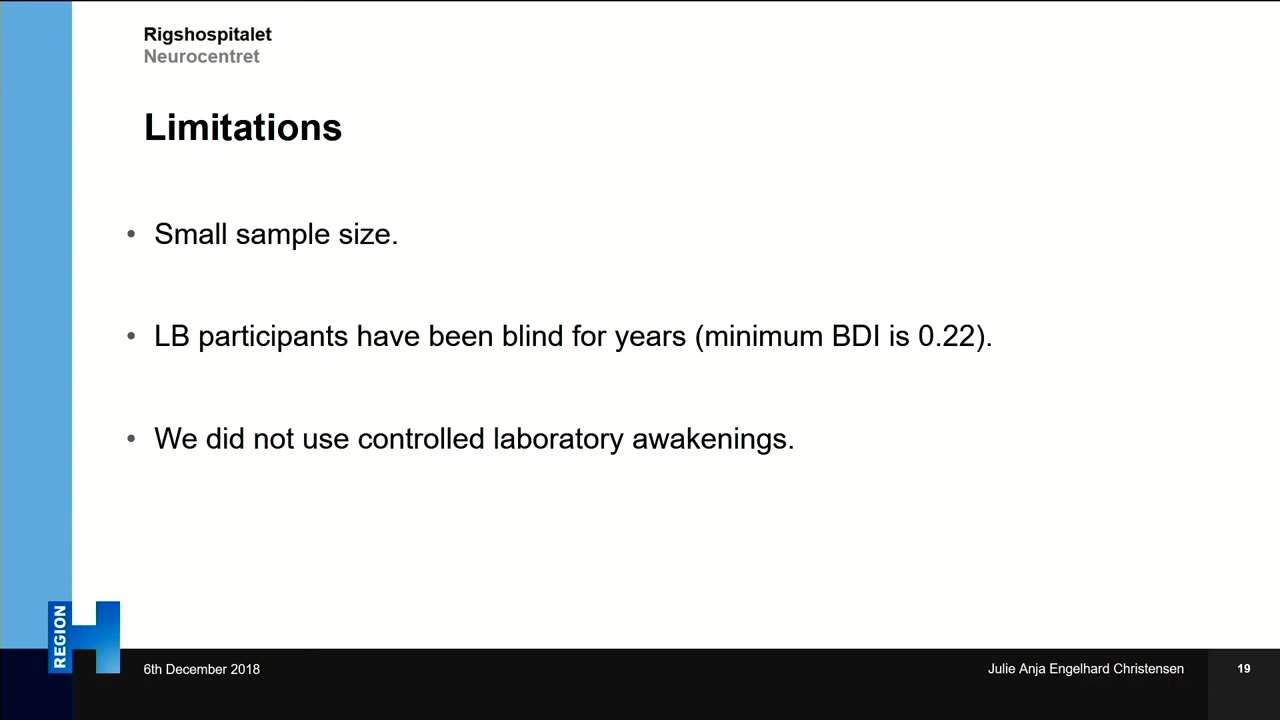 Rigshospitalet
Neurocentret
Limitations
• Small sample size.
• LB participants have been blind for years (minimum BDI is 0.22).
• We did not use controlled laboratory awakenings.
REGION H
6th December 2018
Julie Anja Engelhard Christensen
19